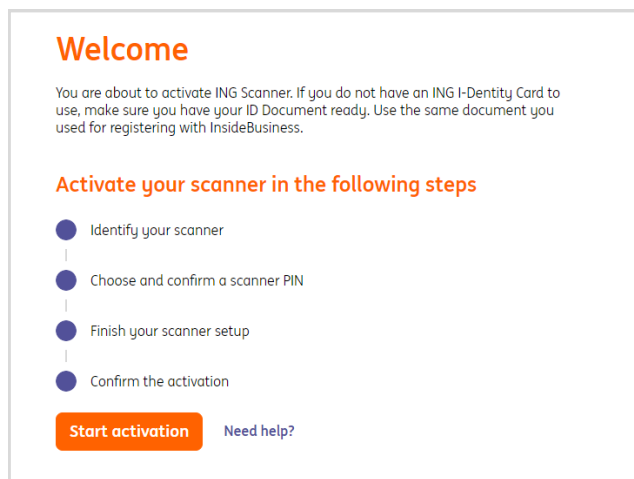 Welcome
You are about to activate ING Scanner. If you do not have an ING I-Dentity Card to
use, make sure you have your ID Document ready. Use the same document you
used for registering with InsideBusiness.
Activate your scanner in the following steps
Identify your scanner
Choose and confirm a scanner PIN
Finish your scanner setup
Confirm the activation
Start activation Need help?